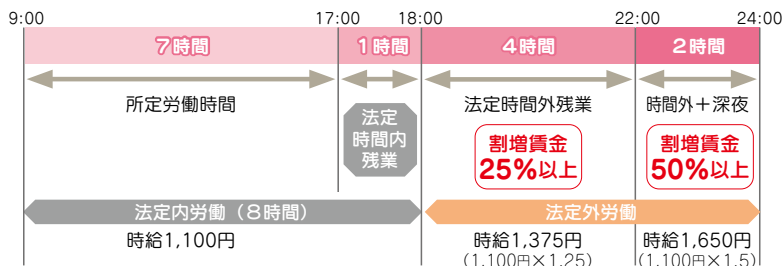 9:00 17:00 18:00 22:00 24:00
7時間 1時間 4時間 2時間
所定労働時間
法定
時間内
残業
法定時間外残業
割増賃金
25%以上
時間外+深夜
割増賃金
50%以上
法定内労働(8時間) 法定外労働
時給1,100円 時給1,375円 時給1,650円
(1,100円×1.25) (1,100円×1.5)